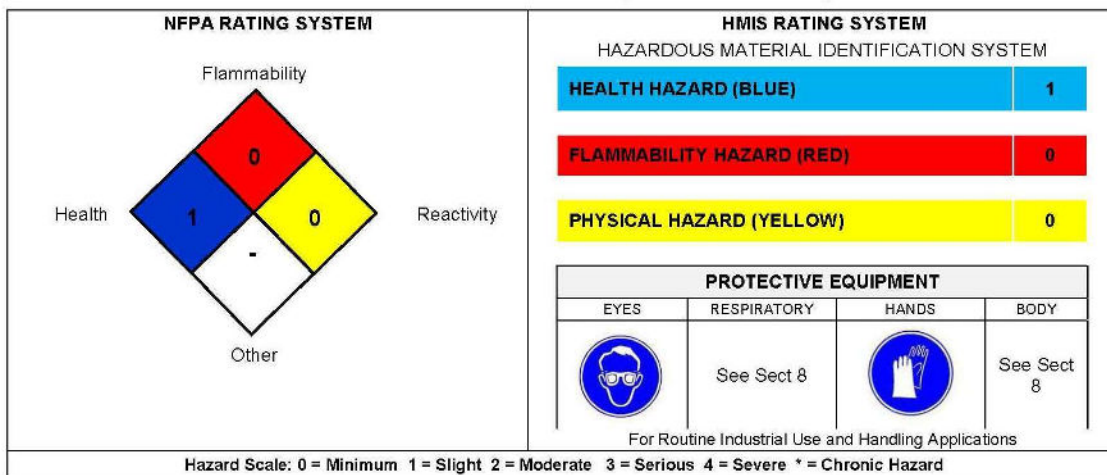 NFPA RATING SYSTEM
Flammability
0
Health
1
0
Reactivity
-
Other
HMIS RATING SYSTEM
HAZARDOUS MATERIAL IDENTIFICATION SYSTEM
HEALTH HAZARD (BLUE) 1
FLAMMABILITY HAZARD (RED) 0
PHYSICAL HAZARD (YELLOW) 0
PROTECTIVE EQUIPMENT
EYES RESPIRATORY HANDS BODY
See Sect 8
See Sect
8
For Routine Industrial Use and Handling Applications
Hazard Scale: 0 = Minimum 1 = Slight 2 = Moderate 3 = Serious 4 = Severe * = Chronic Hazard